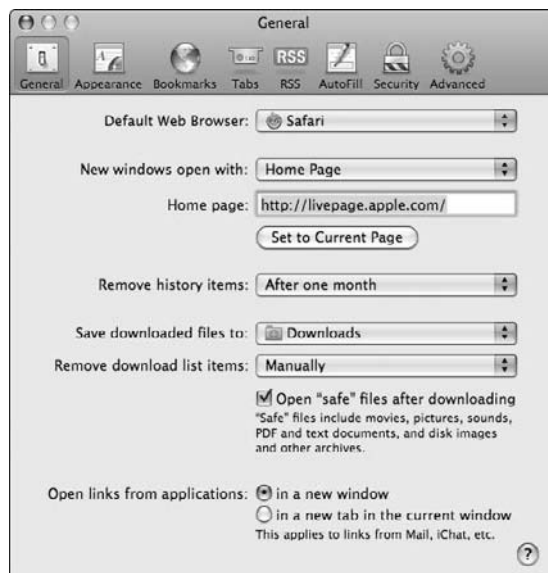 General
RSS
General Appearance Bookmarks Tabs RSS AutoFill Security Advanced
Default Web Browser: Safari
New windows open with: Home Page
Home page: http://livepage.apple.com/
Set to Current Page
Remove history items: After one month
Save downloaded files to: Downloads
Remove download list items: Manually
Open "safe" files after downloading
"Safe" files include movies, pictures, sounds,
PDF and text documents, and disk images
and other archives.
Open links from applications: in a new window
in a new tab in the current window
This applies to links from Mail, iChat, etc.
?